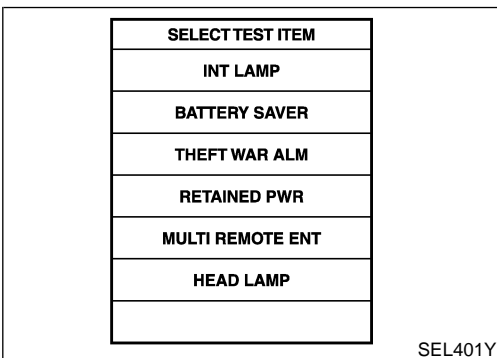 SELECT TEST ITEM
INT LAMP
BATTERY SAVER
THEFT WAR ALM
RETAINED PWR
MULTI REMOTE ENT
HEAD LAMP
SEL401Y